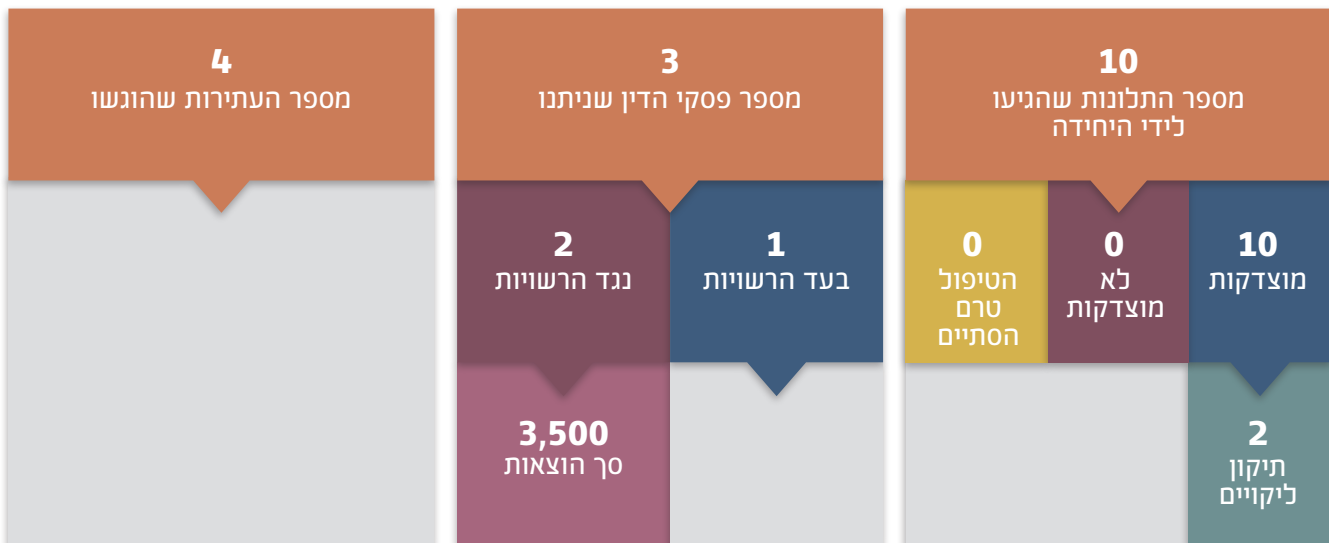 10
מספר התלונות שהגיעו
לידי היחידה
10
מוצדקות
0
לא
מוצדקות
0
הטיפול
טרם
הסתיים
2
תיקון
ליקויים
3
מספר פסקי הדין שניתנו
1
בעד הרשויות
2
נגד הרשויות
3,500
סך הוצאות
4
מספר העתירות שהוגשו